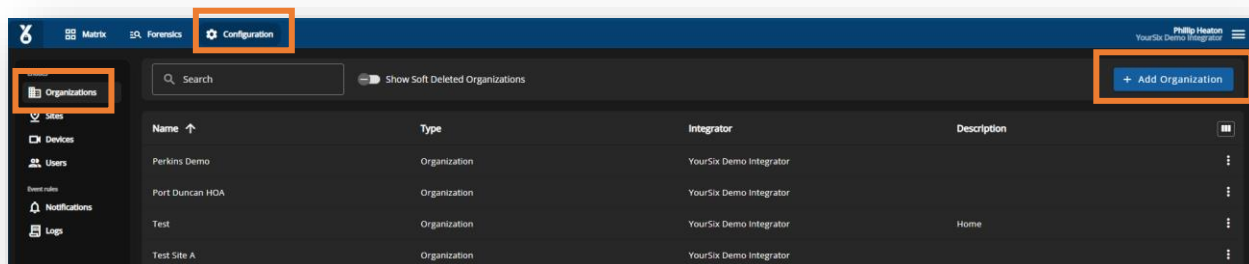 Matrix
Forensics
Configuration
Phillip Heaton
YourSix Demo Integrator
Organizations
Sites
Devices
Users
Event rules
Notifications
Logs
Search
Show Soft Deleted Organizations
+ Add Organization
Name Type Integrator Description
Perkins Demo Organization YourSix Demo Integrator
Port Duncan HOA Organization YourSix Demo Integrator
Test Organization YourSix Demo Integrator Home
Test Site A Organization YourSix Demo Integrator